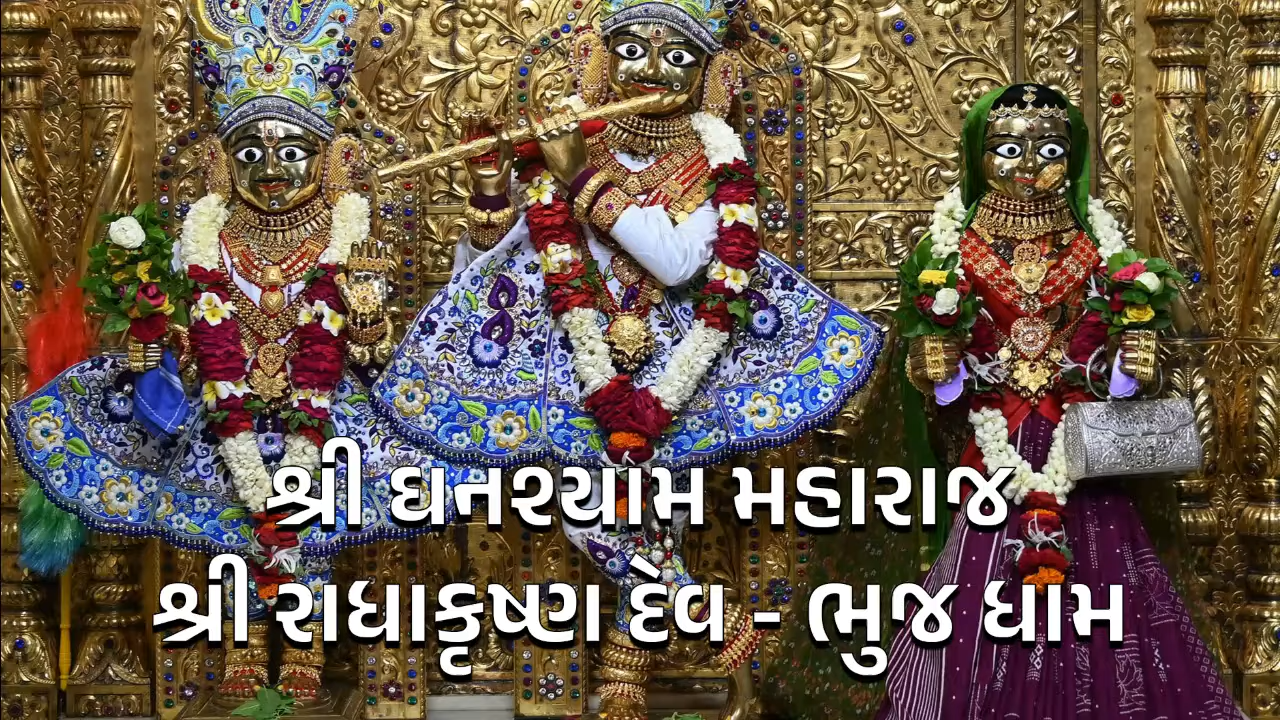 શ્રી ઘનશ્યામ મહારાજ
શ્રી રાધાકૃષ્ણ દેવ - ભુજ ધામ